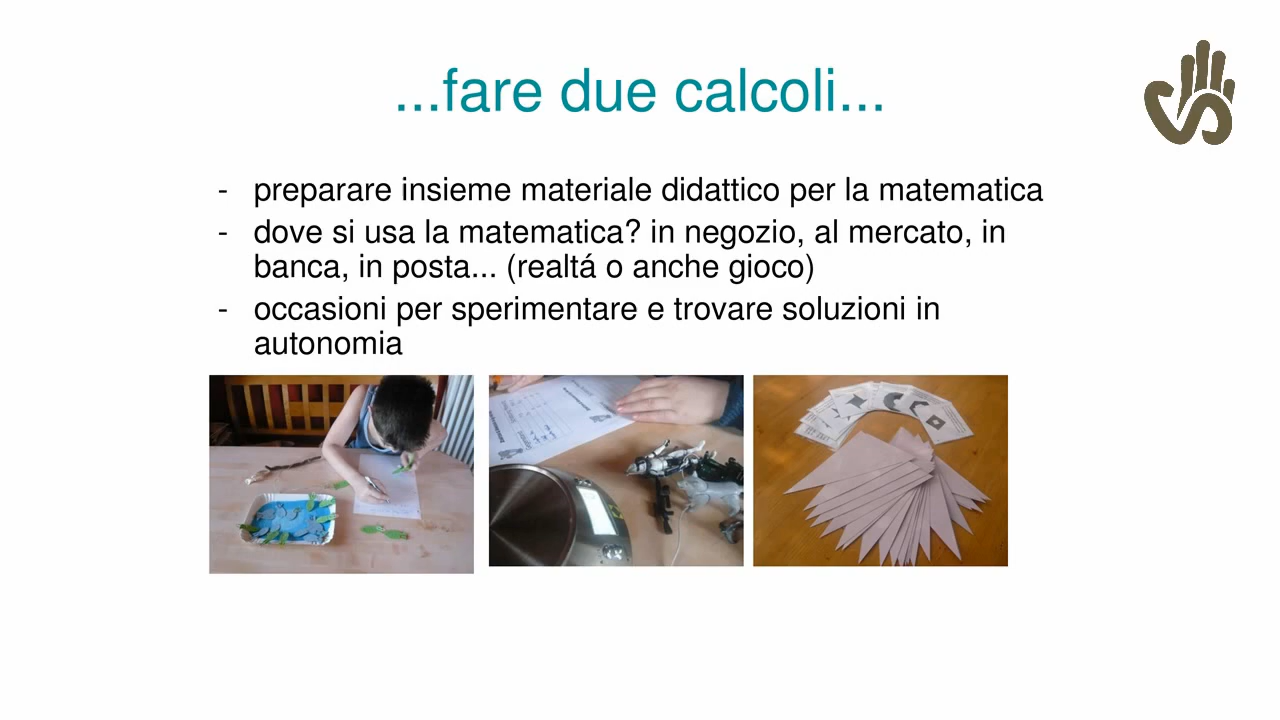 ...fare due calcoli...
- preparare insieme materiale didattico per la matematica
- dove si usa la matematica? in negozio, al mercato, in
banca, in posta... (realtá o anche gioco)
- occasioni per sperimentare e trovare soluzioni in
autonomia